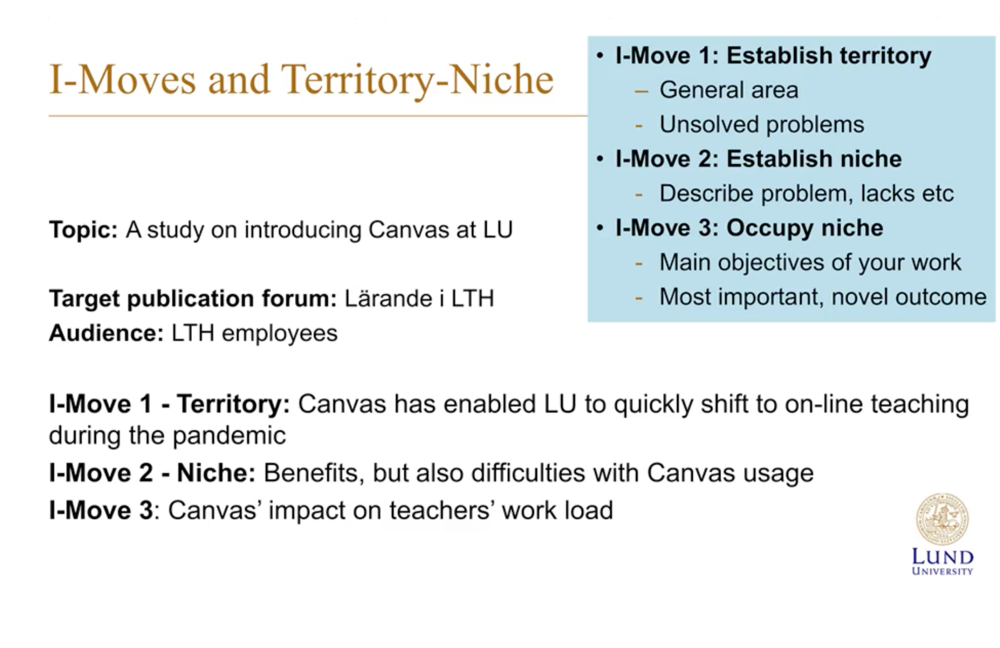 I-Moves and Territory-Niche
• I-Move 1: Establish territory
– General area
- Unsolved problems
• I-Move 2: Establish niche
- Describe problem, lacks etc
• I-Move 3: Occupy niche
- Main objectives of your work
- Most important, novel outcome
Topic: A study on introducing Canvas at LU
Target publication forum: Lärande i LTH
Audience: LTH employees
I-Move 1 - Territory: Canvas has enabled LU to quickly shift to on-line teaching
during the pandemic
I-Move 2 - Niche: Benefits, but also difficulties with Canvas usage
I-Move 3: Canvas’ impact on teachers’ work load
LUND
UNIVERSITY